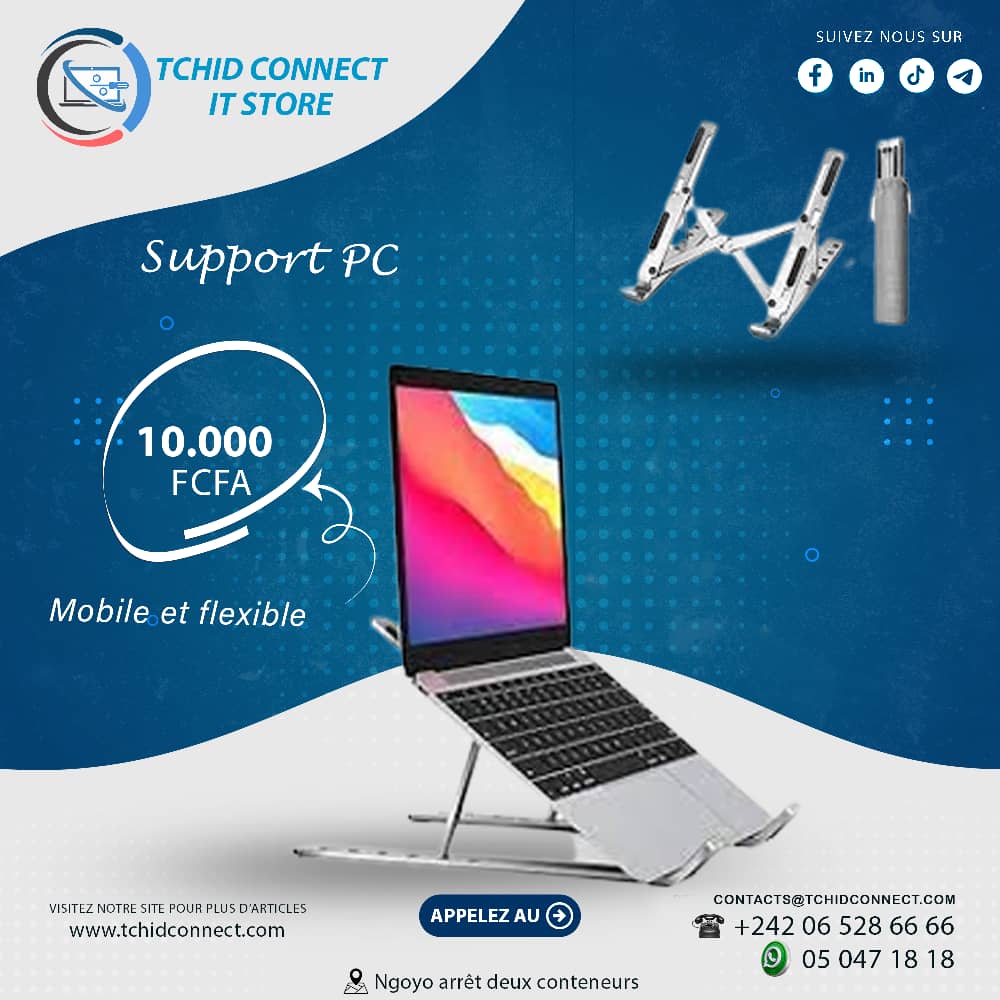 TCHID CONNECT
IT STORE
SUIVEZ NOUS SUR
Support PC
10.000
FCFA
Mobile et flexible
VISITEZ NOTRE SITE POUR PLUS D'ARTICLES
www.tchidconnect.com
APPELEZ AU
CONTACTS@TCHIDCONNECT.COM
+242 06 528 66 66
05 047 18 18
Ngoyo arrêt deux conteneurs